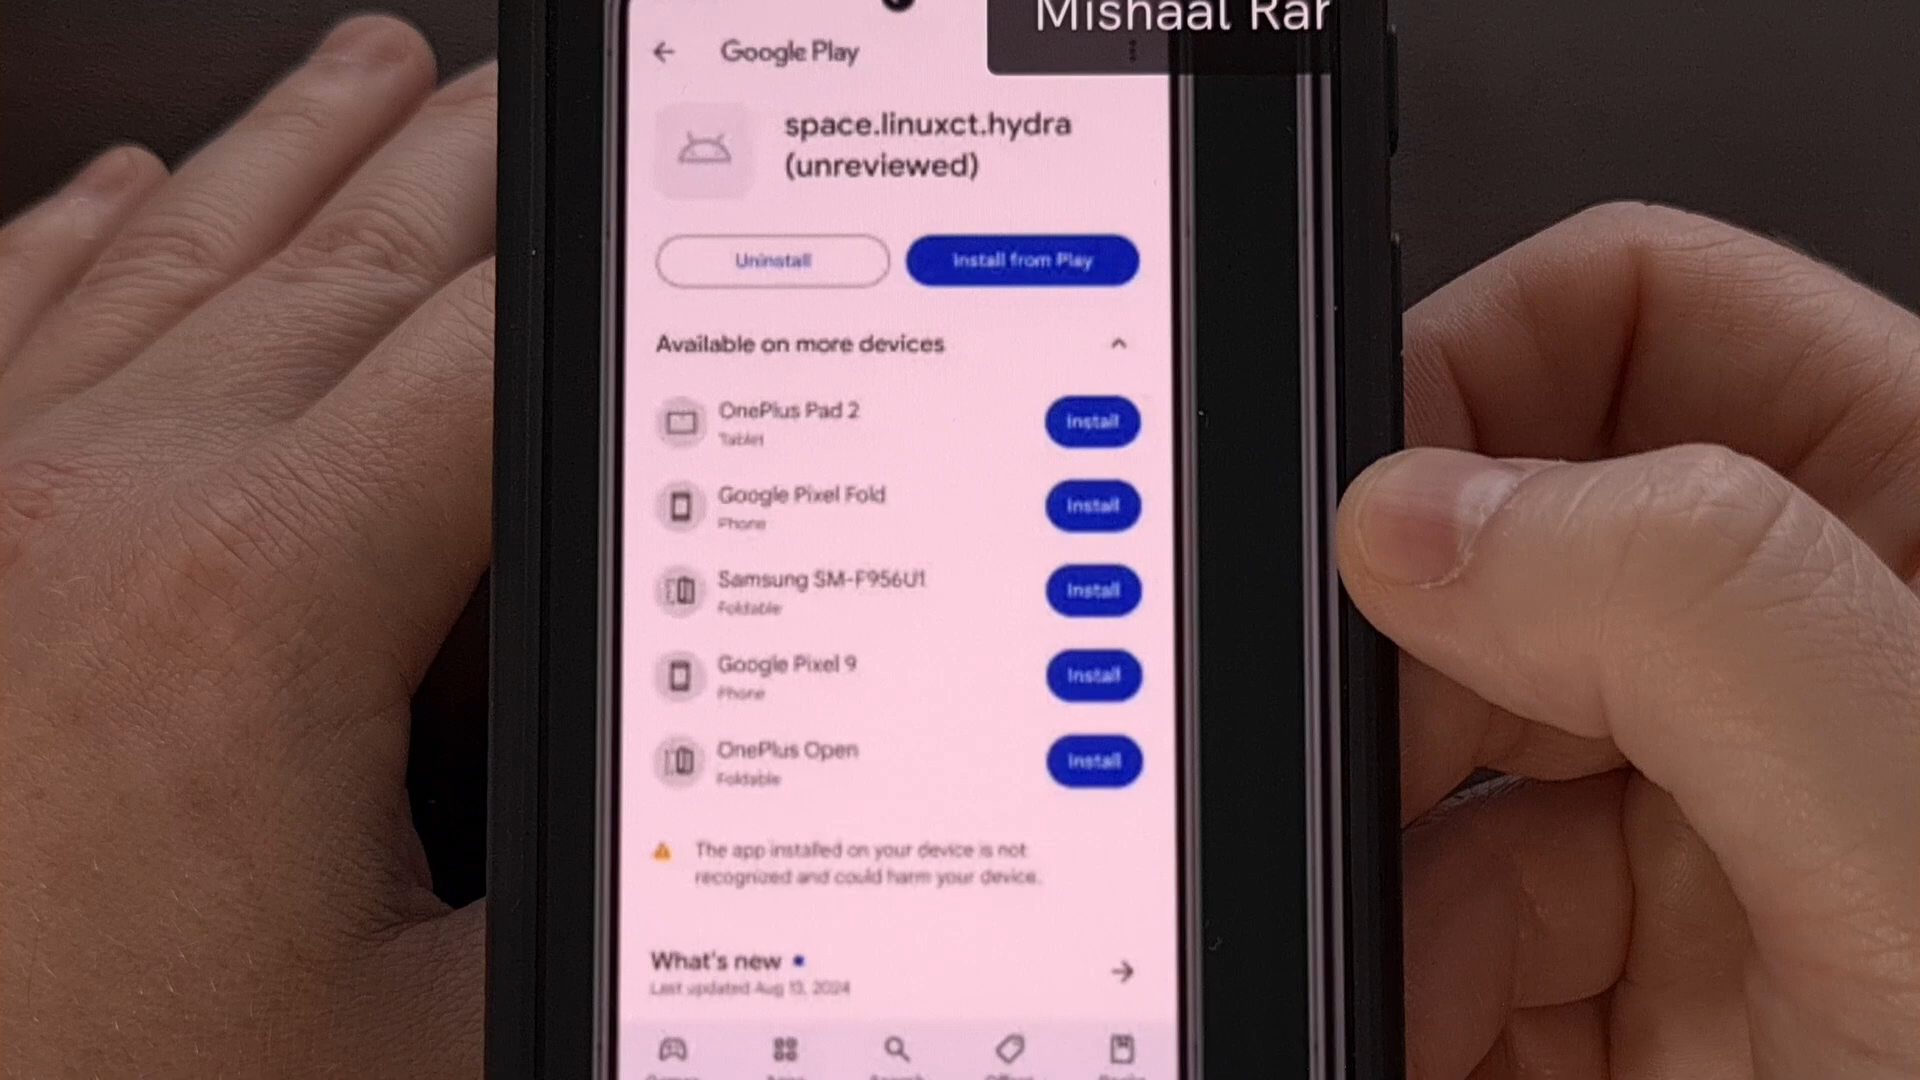 Mishaal Rar
Google Play
space.linuxct.hydra
(unreviewed)
Uninstall
Install from Play
Available on more devices
OnePlus Pad 2
Tablet
Install
Google Pixel Fold
Phone
Install
Samsung SM-F956U1
Foldable
Install
Google Pixel 9
Phone
Install
OnePlus Open
Foldable
Install
The app installed on your device is not
recognized and could harm your device.
What's new
Last updated Aug 13, 2024